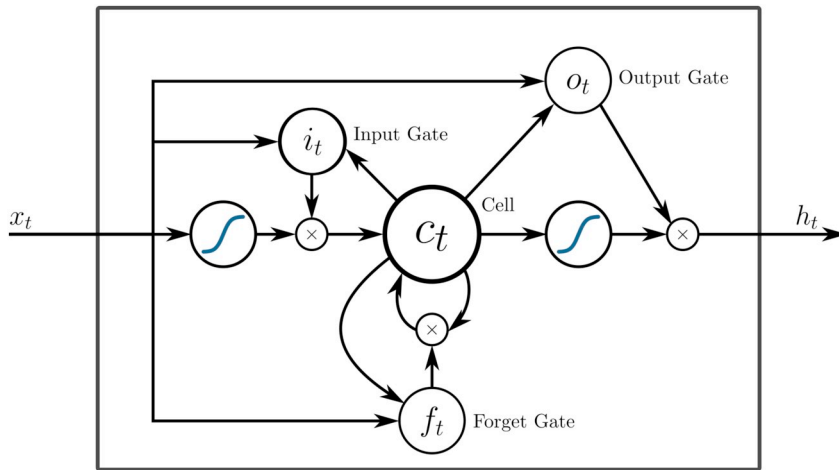 o_t Output Gate
i_t Input Gate
x_t
Cell
h_t
×
c_t
×
×
f_t Forget Gate